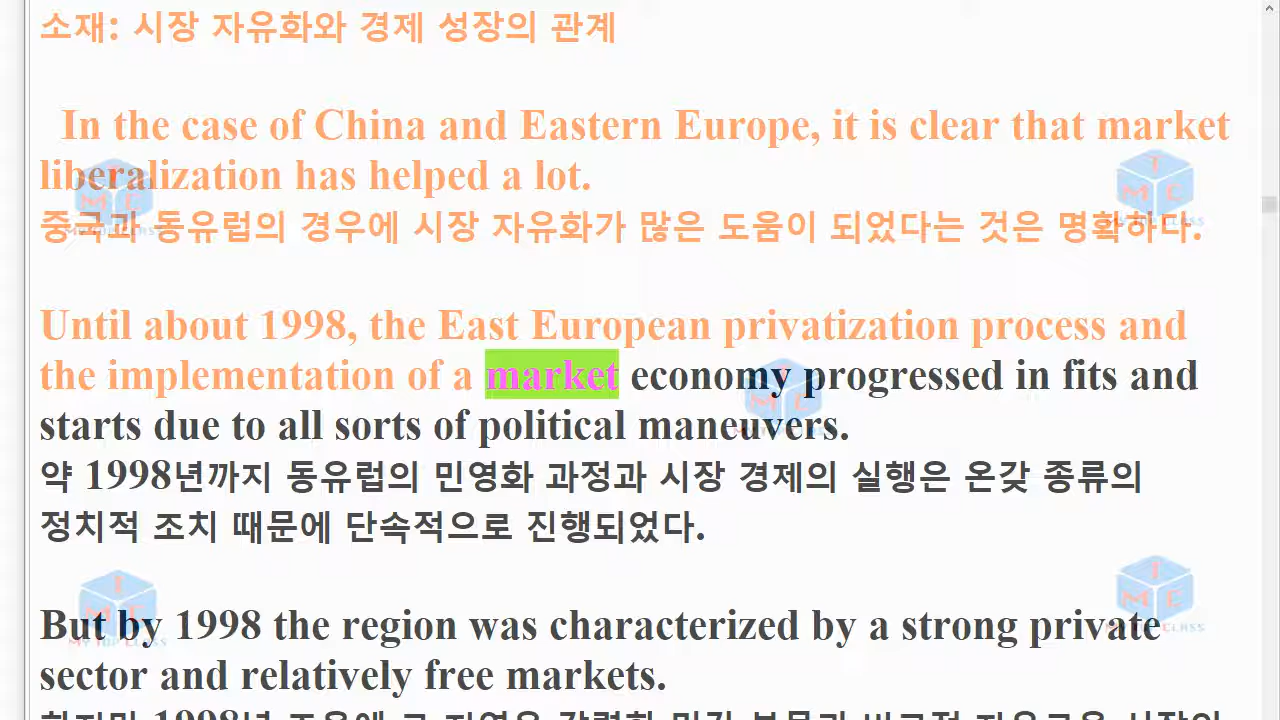 소재: 시장 자유화와 경제 성장의 관계
In the case of China and Eastern Europe, it is clear that market
liberalization has helped a lot.
중국과 동유럽의 경우에 시장 자유화가 많은 도움이 되었다는 것은 명확하다.
Until about 1998, the East European privatization process and
the implementation of a market economy progressed in fits and
starts due to all sorts of political maneuvers.
약 1998년까지 동유럽의 민영화 과정과 시장 경제의 실행은 온갖 종류의
정치적 조치 때문에 단속적으로 진행되었다.
But by 1998 the region was characterized by a strong private
sector and relatively free markets.